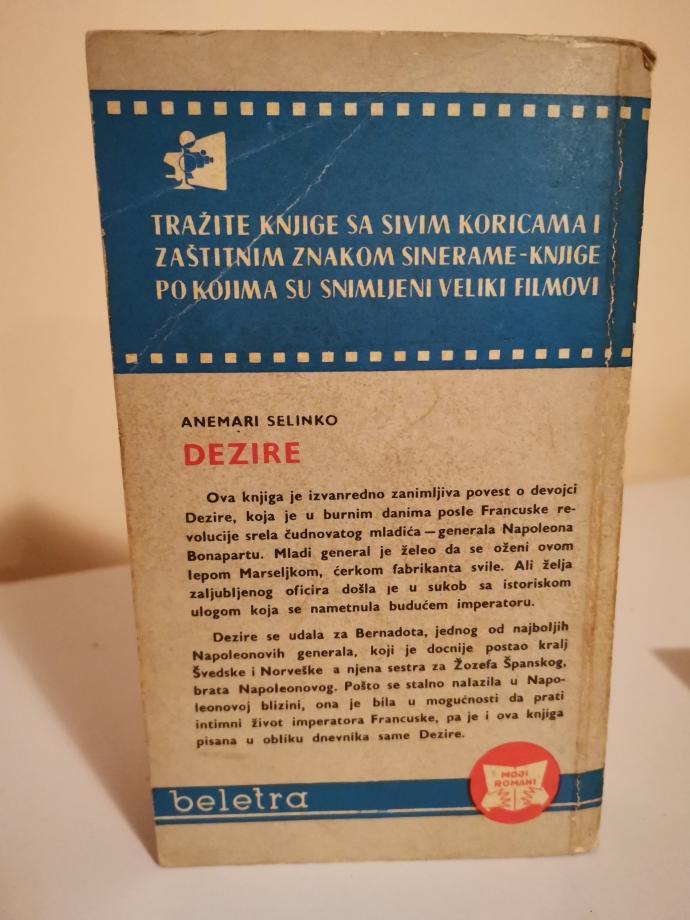 TRAŽITE KNJIGE SA SIVIM KORICAMA I
ZAŠTITNIM ZNAKOM SINERAME-KNJIGE
PO KOJIMA SU SNIMLJENI VELIKI FILMOVI
ANEMARI SELINKO
DEZIRE
Ova knjiga je izvanredno zanimljiva povest o devojci
Dezire, koja je u burnim danima posle Francuske re-
volucije srela čudnovatog mladića — generala Napoleona
Bonapartu. Mladi general je želeo da se oženi ovom
lepom Marseljkom, ćerkom fabrikanta svile. Ali želja
zaljubljenog oficira došla je u sukob sa istoriskom
ulogom koja se nametnula budućem imperatoru.
Dezire se udala za Bernadota, jednog od najboljih
Napoleonovih generala, koji je docnije postao kralj
Švedske i Norveške a njena sestra za Žozefa Španskog,
brata Napoleonovog. Pošto se stalno nalazila u Napo-
leonovoj blizini, ona je bila u mogućnosti da prati
intimni život imperatora Francuske, pa je i ova knjiga
pisana u obliku dnevnika same Dezire.
MOJI
ROMANI
beletra